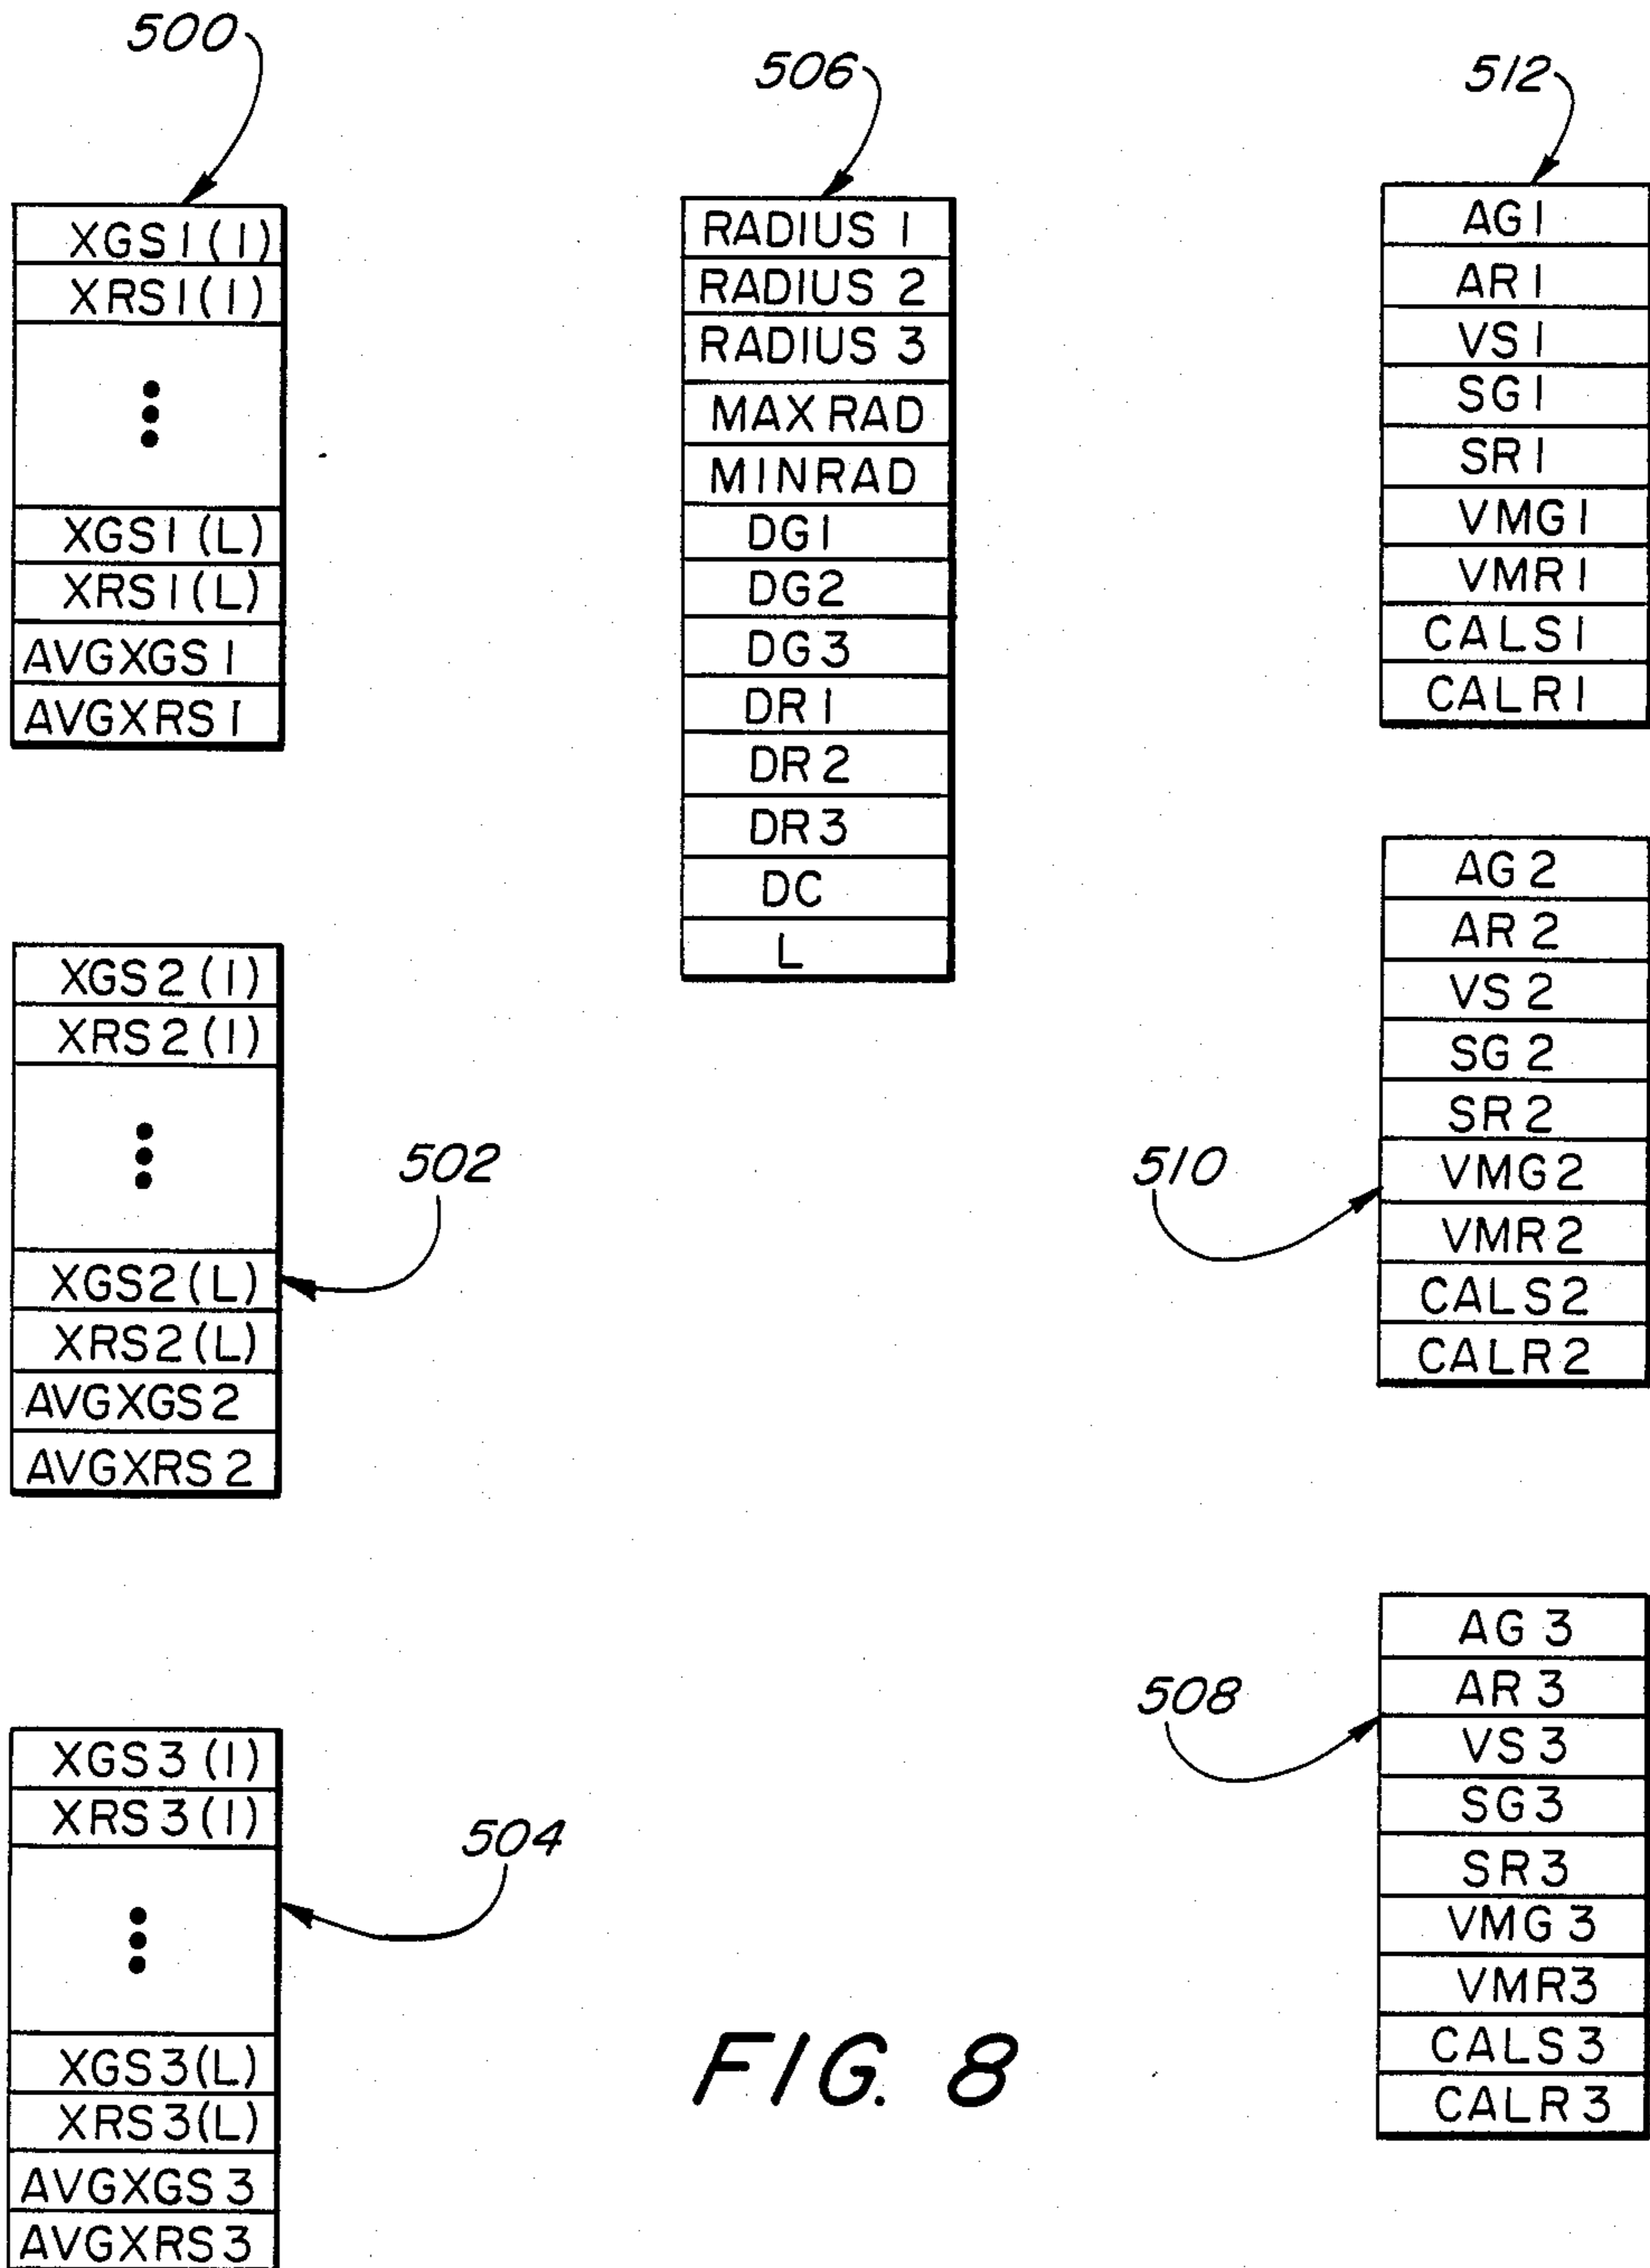 500
XGS1(1)
XRS1(1)
XGS1(L)
XRS1(L)
AVGXGS1
AVGXRS1
XGS2(1)
XRS2(1)
502
XGS2(L)
XRS2(L)
AVGXGS2
AVGXRS2
XGS3(1)
XRS3(1)
504
XGS3(L)
XRS3(L)
AVGXGS3
AVGXRS3
506
RADIUS 1
RADIUS 2
RADIUS 3
MAXRAD
MINRAD
DG1
DG2
DG3
DR1
DR2
DR3
DC
L
512
AG1
AR1
VS1
SG1
SR1
VMG1
VMR1
CALS1
CALR1
AG2
AR2
VS2
SG2
SR2
510
VMG2
VMR2
CALS2
CALR2
AG3
508
AR3
VS3
SG3
SR3
VMG3
VMR3
CALS3
CALR3
FIG. 8